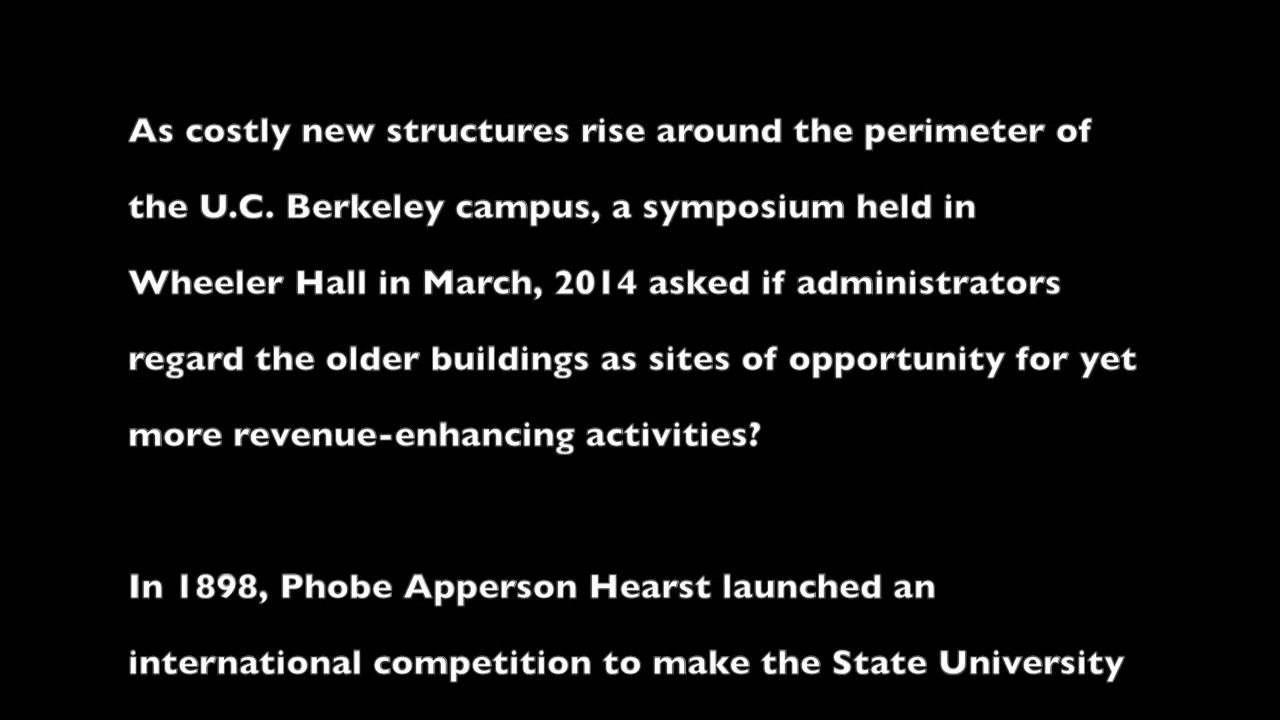 As costly new structures rise around the perimeter of
the U.C. Berkeley campus, a symposium held in
Wheeler Hall in March, 2014 asked if administrators
regard the older buildings as sites of opportunity for yet
more revenue-enhancing activities?
In 1898, Phobe Apperson Hearst launched an
international competition to make the State University